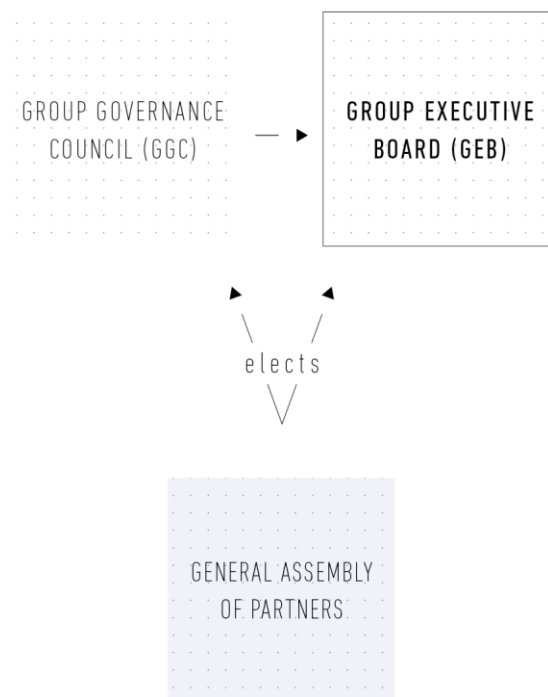 GROUP GOVERNANCE
COUNCIL (GGC)
GROUP EXECUTIVE
BOARD (GEB)
elects
GENERAL ASSEMBLY
OF PARTNERS